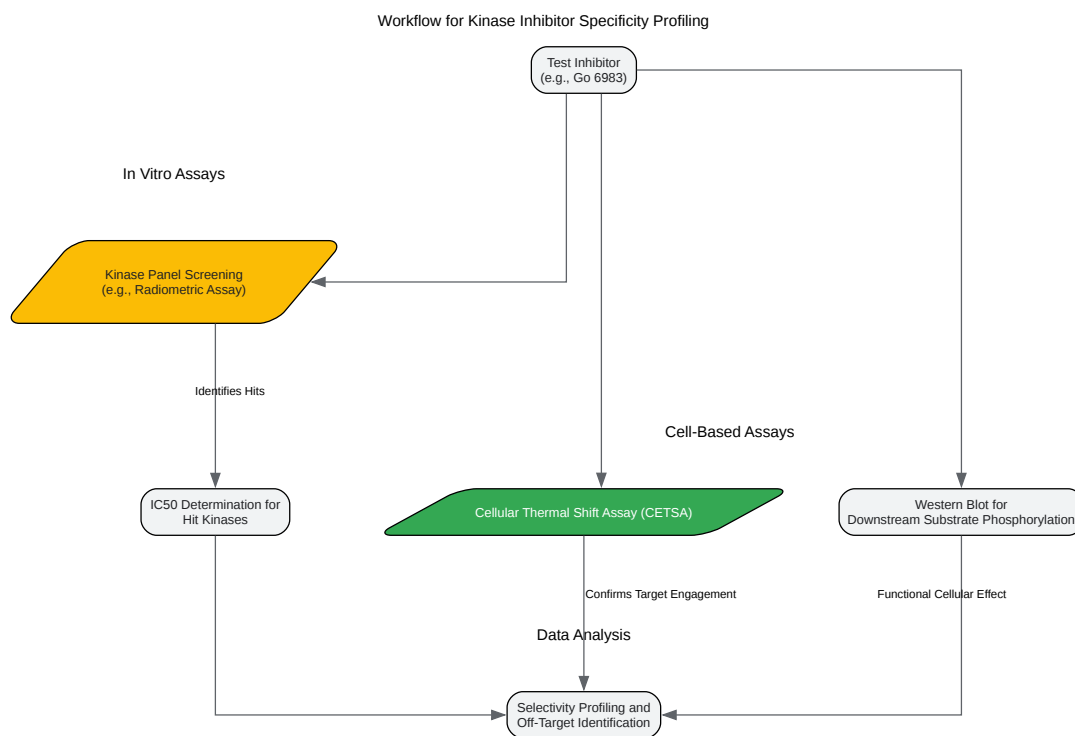 Workflow for Kinase Inhibitor Specificity Profiling
Test Inhibitor
(e.g., Go 6983)
In Vitro Assays
Kinase Panel Screening
(e.g., Radiometric Assay)
Identifies Hits
Cell-Based Assays
IC50 Determination for
Hit Kinases
Cellular Thermal Shift Assay (CETSA)
Western Blot for
Downstream Substrate Phosphorylation
Confirms Target Engagement
Functional Cellular Effect
Data Analysis
Selectivity Profiling and
Off-Target Identification